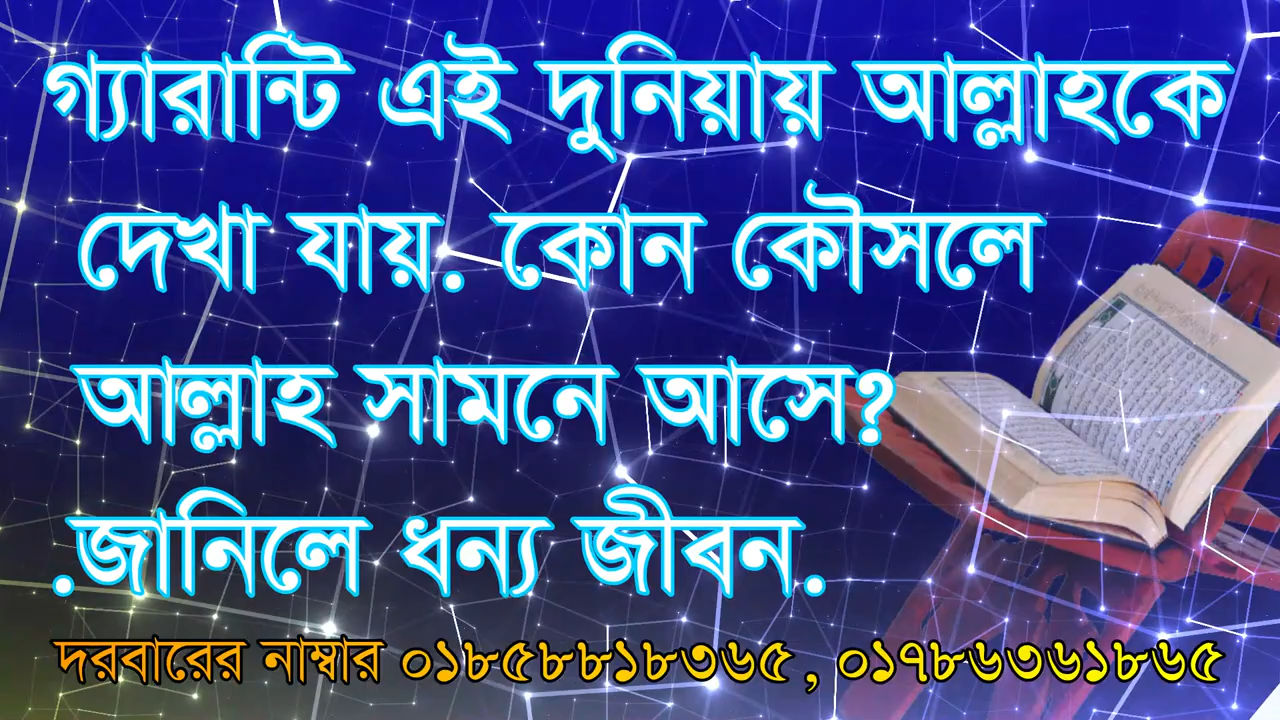 গ্যারান্টি এই দুনিয়ায় আল্লাহকে
দেখা যায়. কোন কৌসলে
আল্লাহ সামনে আসে?
.জানিলে ধন্য জীবন.
দরবারের নাম্বার ০১৮৫৮৮১৮৩৬৫, ০১৭৮৬৩৬১৮৬৫